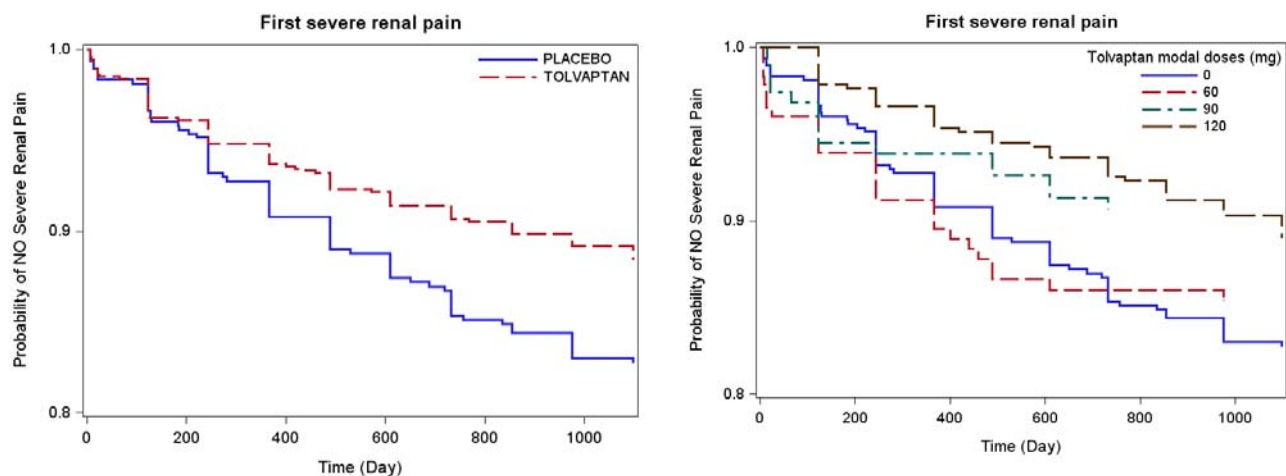 First severe renal pain
1.0
0.9
0.8
Probability of NO Severe Renal Pain
PLACEBO
TOLVAPTAN
0 200 400 600 800 1000
Time (Day)
First severe renal pain
1.0
0.9
0.8
Probability of NO Severe Renal Pain
Tolvaptan modal doses (mg)
0
60
90
120
0 200 400 600 800 1000
Time (Day)